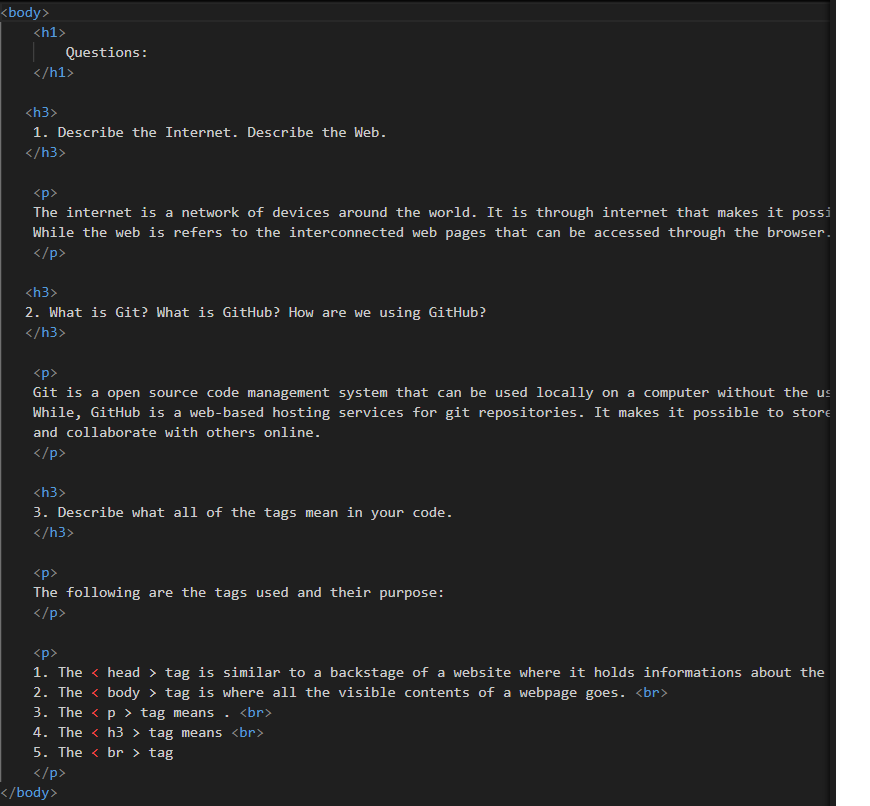 <body>
<h1>
Questions:
</h1>
<h3>
1. Describe the Internet. Describe the Web.
</h3>
<p>
The internet is a network of devices around the world. It is through internet that makes it possi
While the web is refers to the interconnected web pages that can be accessed through the browser.
</p>
<h3>
2. What is Git? What is GitHub? How are we using GitHub?
</h3>
<p>
Git is a open source code management system that can be used locally on a computer without the us
While, GitHub is a web-based hosting services for git repositories. It makes it possible to store
and collaborate with others online.
</p>
<h3>
3. Describe what all of the tags mean in your code.
</h3>
<p>
The following are the tags used and their purpose:
</p>
<p>
1. The < head > tag is similar to a backstage of a website where it holds informations about the
2. The < body > tag is where all the visible contents of a webpage goes. <br>
3. The < p > tag means . <br>
4. The < h3 > tag means <br>
5. The < br > tag
</p>
</body>